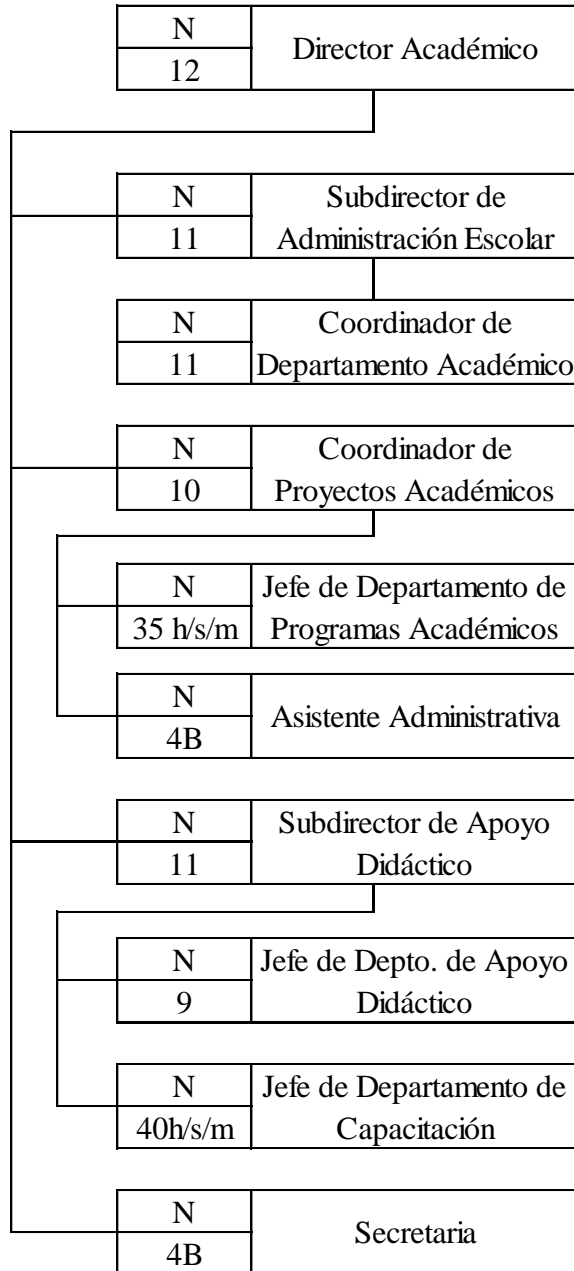 N
Director Académico
12
N
Subdirector de
11
Administración Escolar
N
Coordinador de
11
Departamento Académico
N
Coordinador de
10
Proyectos Académicos
N
Jefe de Departamento de
35 h/s/m
Programas Académicos
N
Asistente Administrativa
4B
N
Subdirector de Apoyo
11
Didáctico
N
Jefe de Depto. de Apoyo
9
Didáctico
N
Jefe de Departamento de
40h/s/m
Capacitación
N
Secretaria
4B